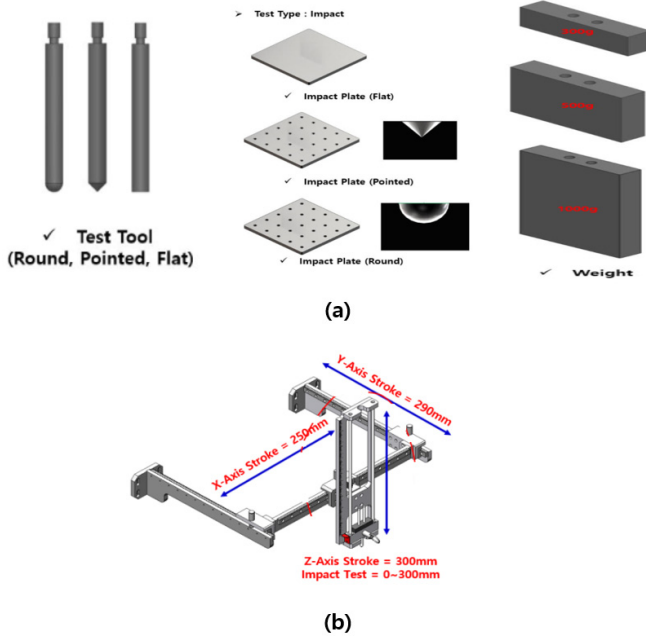 ➢ Test Type : Impact
✓ Impact Plate (Flat)
✓ Impact Plate (Pointed)
✓ Impact Plate (Round)
✓ Test Tool
(Round, Pointed, Flat)
✓ Weight
(a)
Y-Axis Stroke = 290mm
X-Axis Stroke = 250mm
Z-Axis Stroke = 300mm
Impact Test = 0~300mm
(b)